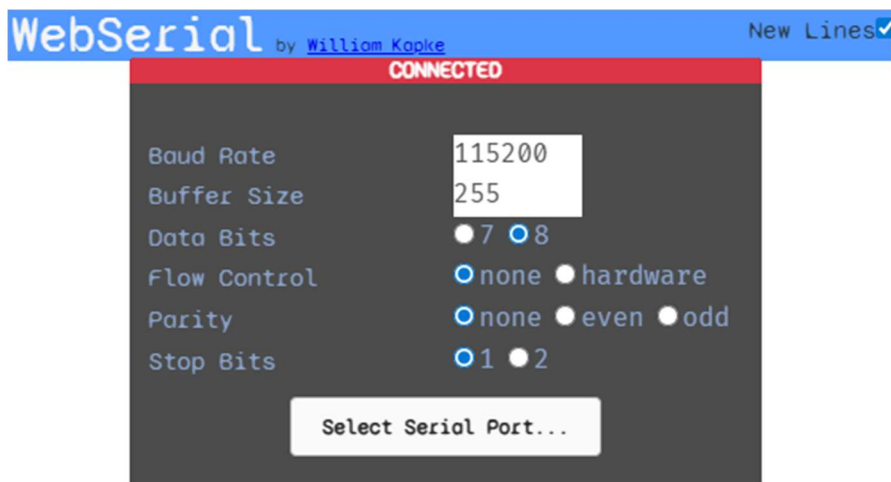 WebSerial by William Kapke New Lines
CONNECTED
Baud Rate 115200
Buffer Size 255
Data Bits 7 8
Flow Control none hardware
Parity none even odd
Stop Bits 1 2
Select Serial Port...